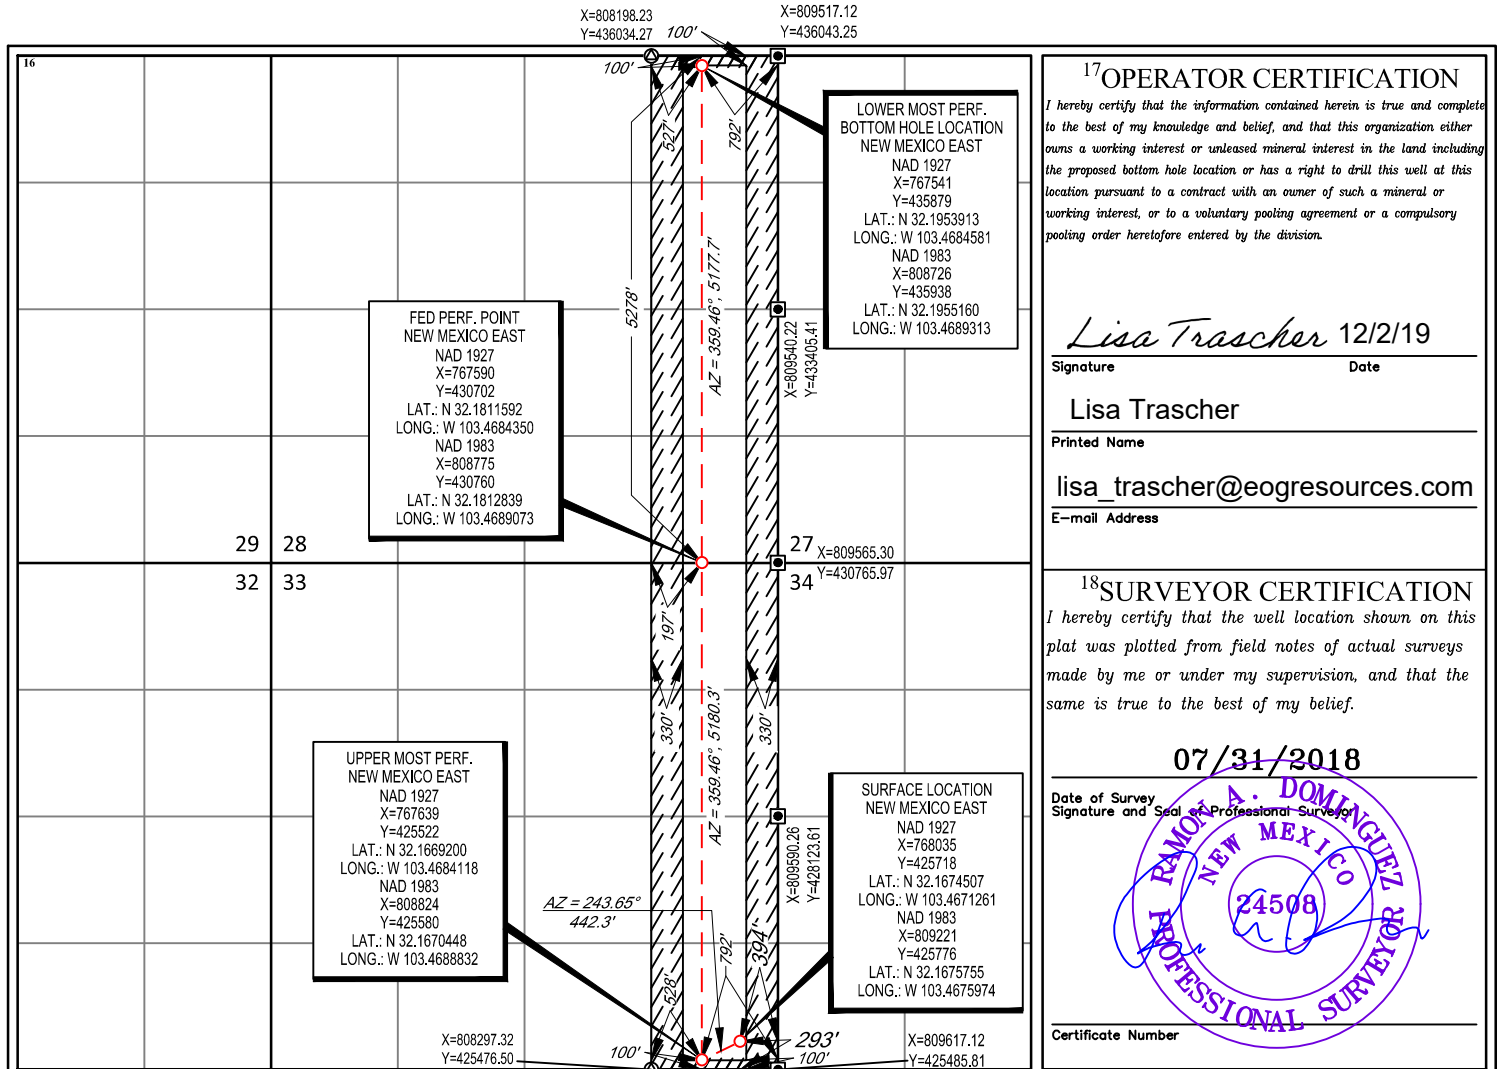 X=808198.23
Y=436034.27
100'
X=809517.12
Y=436043.25
16
100'
527'
792'
LOWER MOST PERF.
BOTTOM HOLE LOCATION
NEW MEXICO EAST
NAD 1927
X=767541
Y=435879
LAT.: N 32.1953913
LONG.: W 103.4684581
NAD 1983
X=808726
Y=435938
LAT.: N 32.1955160
LONG.: W 103.4689313
5278'
AZ = 359.46°, 5177.7'
X=809540.22
Y=433405.41
FED PERF. POINT
NEW MEXICO EAST
NAD 1927
X=767590
Y=430702
LAT.: N 32.1811592
LONG.: W 103.4684350
NAD 1983
X=808775
Y=430760
LAT.: N 32.1812839
LONG.: W 103.4689073
29 28
32 33
27
34
X=809565.30
Y=430765.97
197'
330'
330'
AZ = 359.46°, 5180.3'
UPPER MOST PERF.
NEW MEXICO EAST
NAD 1927
X=767639
Y=425522
LAT.: N 32.1669200
LONG.: W 103.4684118
NAD 1983
X=808824
Y=425580
LAT.: N 32.1670448
LONG.: W 103.4688832
X=809590.26
Y=428123.61
SURFACE LOCATION
NEW MEXICO EAST
NAD 1927
X=768035
Y=425718
LAT.: N 32.1674507
LONG.: W 103.4671261
NAD 1983
X=809221
Y=425776
LAT.: N 32.1675755
LONG.: W 103.4675974
AZ = 243.65°
442.3'
528'
792'
394'
293'
X=808297.32
Y=425476.50
100'
100'
X=809617.12
Y=425485.81
17 OPERATOR CERTIFICATION
I hereby certify that the information contained herein is true and complete
to the best of my knowledge and belief, and that this organization either
owns a working interest or unleased mineral interest in the land including
the proposed bottom hole location or has a right to drill this well at this
location pursuant to a contract with an owner of such a mineral or
working interest, or to a voluntary pooling agreement or a compulsory
pooling order heretofore entered by the division.
Lisa Trascher 12/2/19
Signature Date
Lisa Trascher
Printed Name
lisa_trascher@eogresources.com
E-mail Address
18 SURVEYOR CERTIFICATION
I hereby certify that the well location shown on this
plat was plotted from field notes of actual surveys
made by me or under my supervision, and that the
same is true to the best of my belief.
07/31/2018
Date of Survey
Signature and Seal of Professional Surveyor
RAMON A. DOMINGUEZ
NEW MEXICO
24508
PROFESSIONAL SURVEYOR
Certificate Number